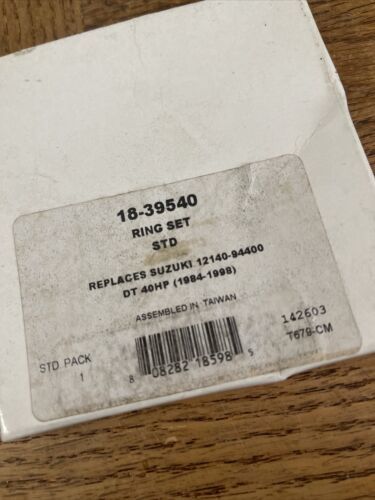 18-39540
RING SET
STD
REPLACES SUZUKI 12140-94400
DT 40HP (1984-1998)
ASSEMBLED IN TAIWAN
STD PACK
1
8 08282 18598 5
142603
T679-CM